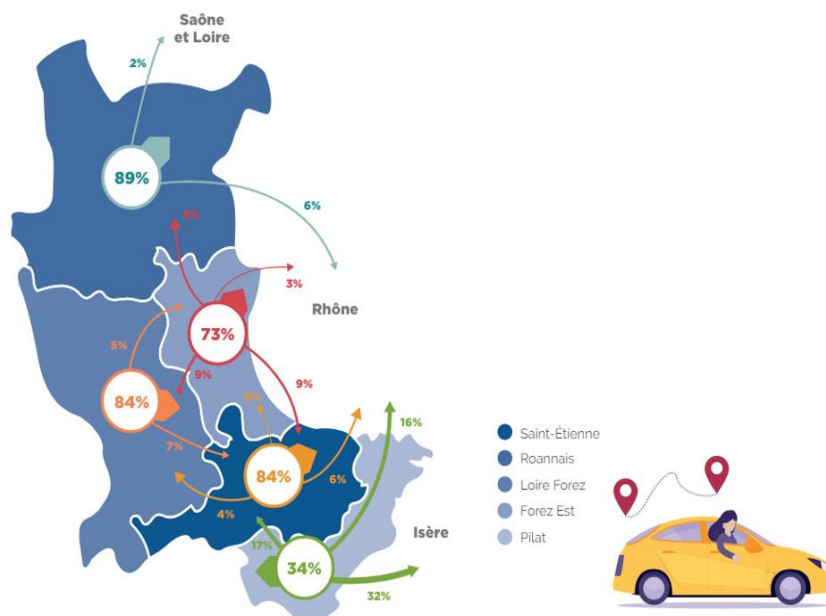 Saône
et Loire
2%
89%
6%
5%
3%
Rhône
73%
5%
9%
9%
84%
2%
16%
7%
84%
6%
4%
Isère
17%
34%
32%
Saint-Étienne
Roannais
Loire Forez
Forez Est
Pilat